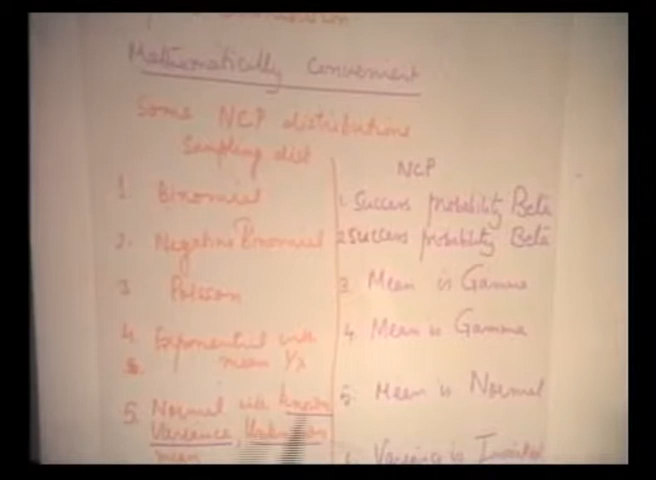 Mathematically Convenient
Some NCP distributions
Sampling dist
NCP
1. Binomial
1. Success probability Beta
2. Negative Binomial
2. Success probability Beta
3 Poisson
3. Mean is Gamma
4. Exponential with
mean 1/λ
4. Mean is Gamma
5. Normal with known
Variance, Unknown
mean
5. Mean is Normal
Variance is Inverted